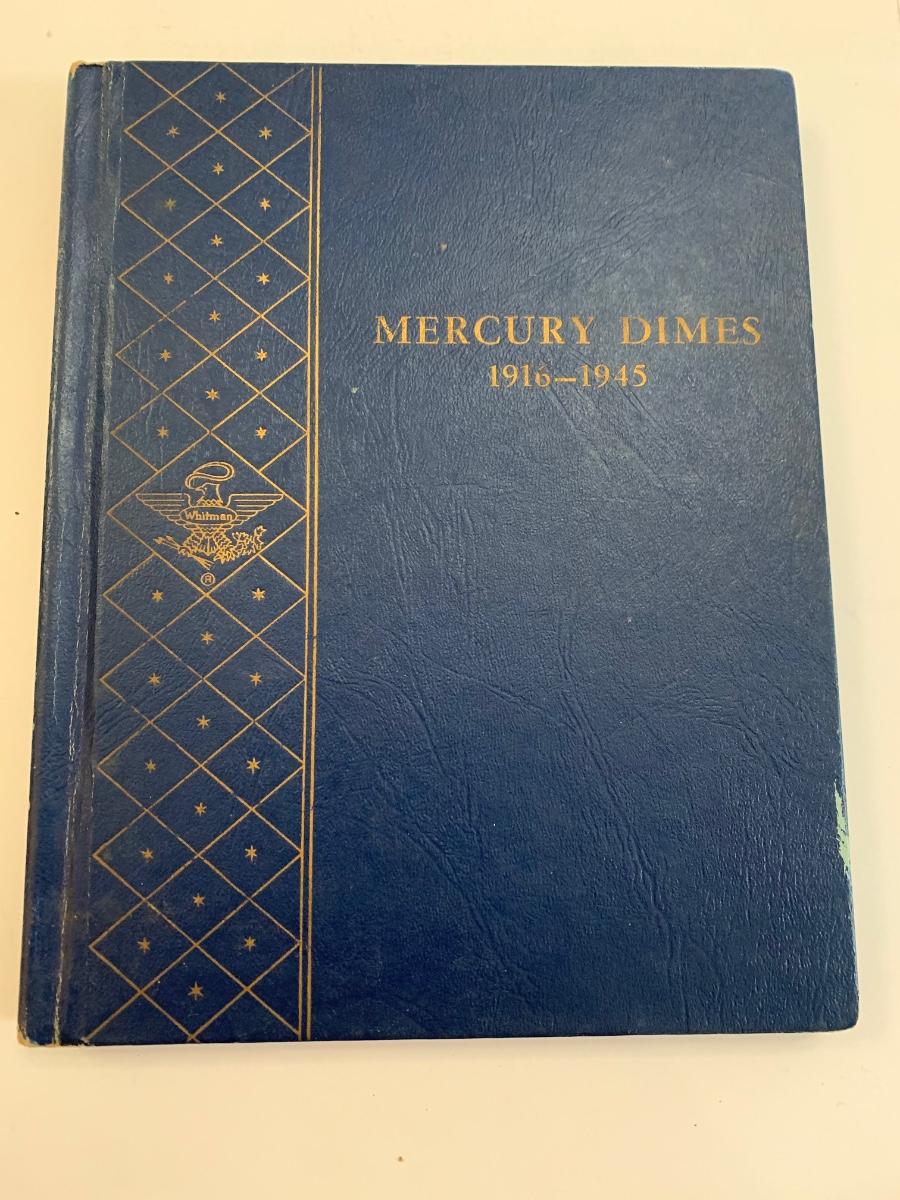 MERCURY DIMES
1916–1945
Whitman
®